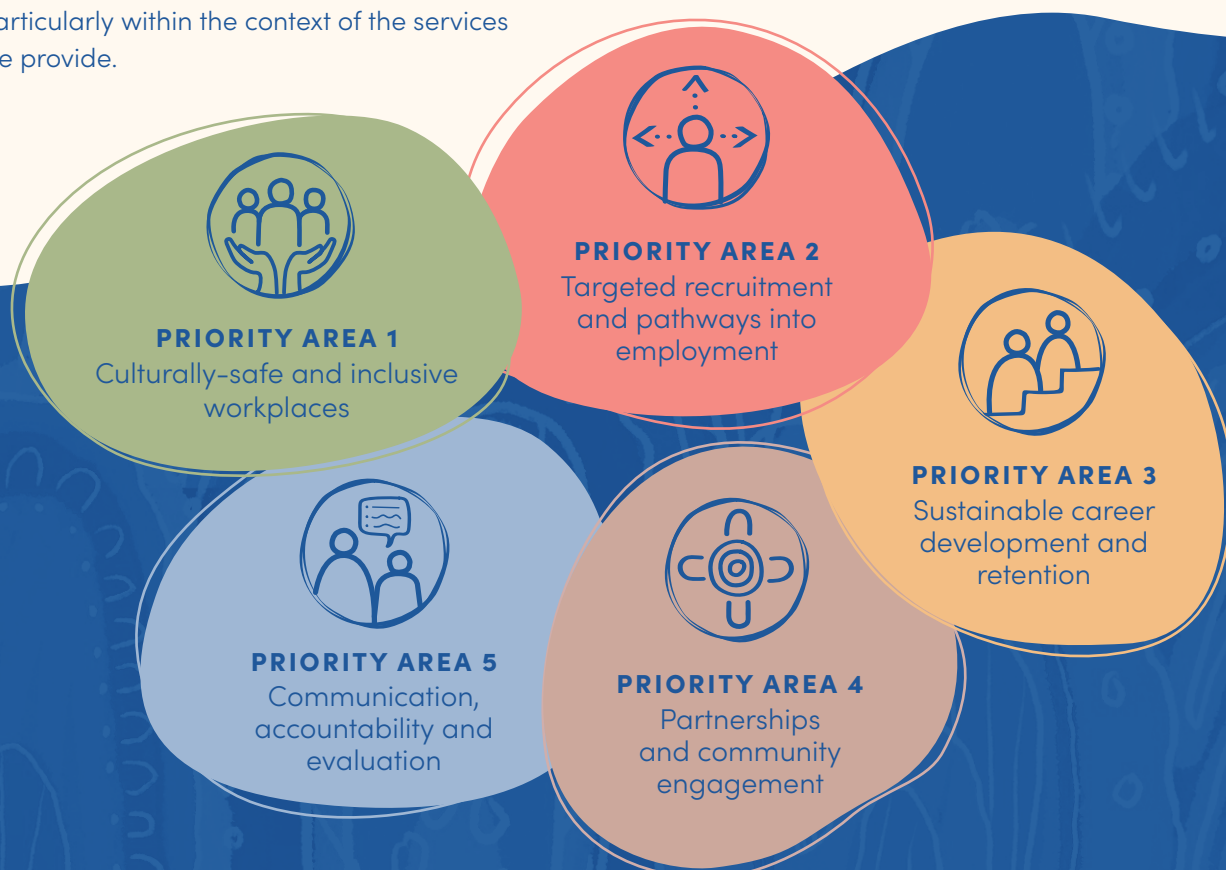 articularly within the context of the services
e provide.
PRIORITY AREA 1
Culturally-safe and inclusive
workplaces
PRIORITY AREA 2
Targeted recruitment
and pathways into
employment
PRIORITY AREA 3
Sustainable career
development and
retention
PRIORITY AREA 4
Partnerships
and community
engagement
PRIORITY AREA 5
Communication,
accountability and
evaluation